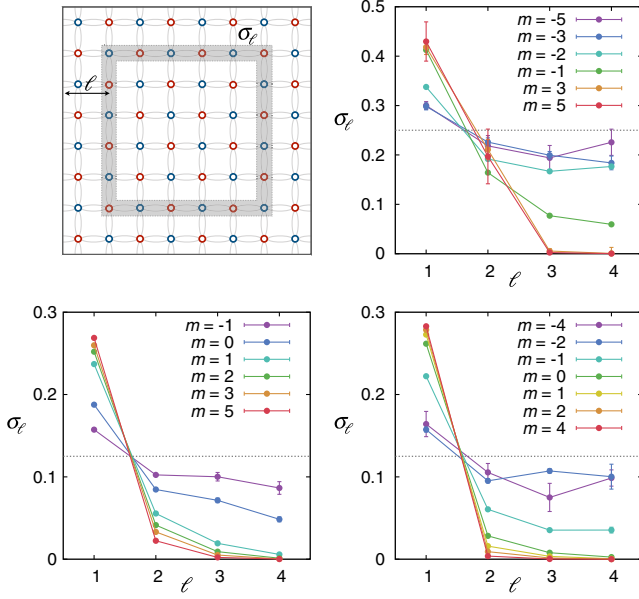 σℓ
ℓ
0.5
0.4
0.3
0.2
0.1
0
σℓ
m = -5
m = -3
m = -2
m = -1
m = 3
m = 5
1 2 3 4
ℓ
0.3
0.2
0.1
0
σℓ
m = -1
m = 0
m = 1
m = 2
m = 3
m = 5
1 2 3 4
ℓ
0.3
0.2
0.1
0
σℓ
m = -4
m = -2
m = -1
m = 0
m = 1
m = 2
m = 4
1 2 3 4
ℓ